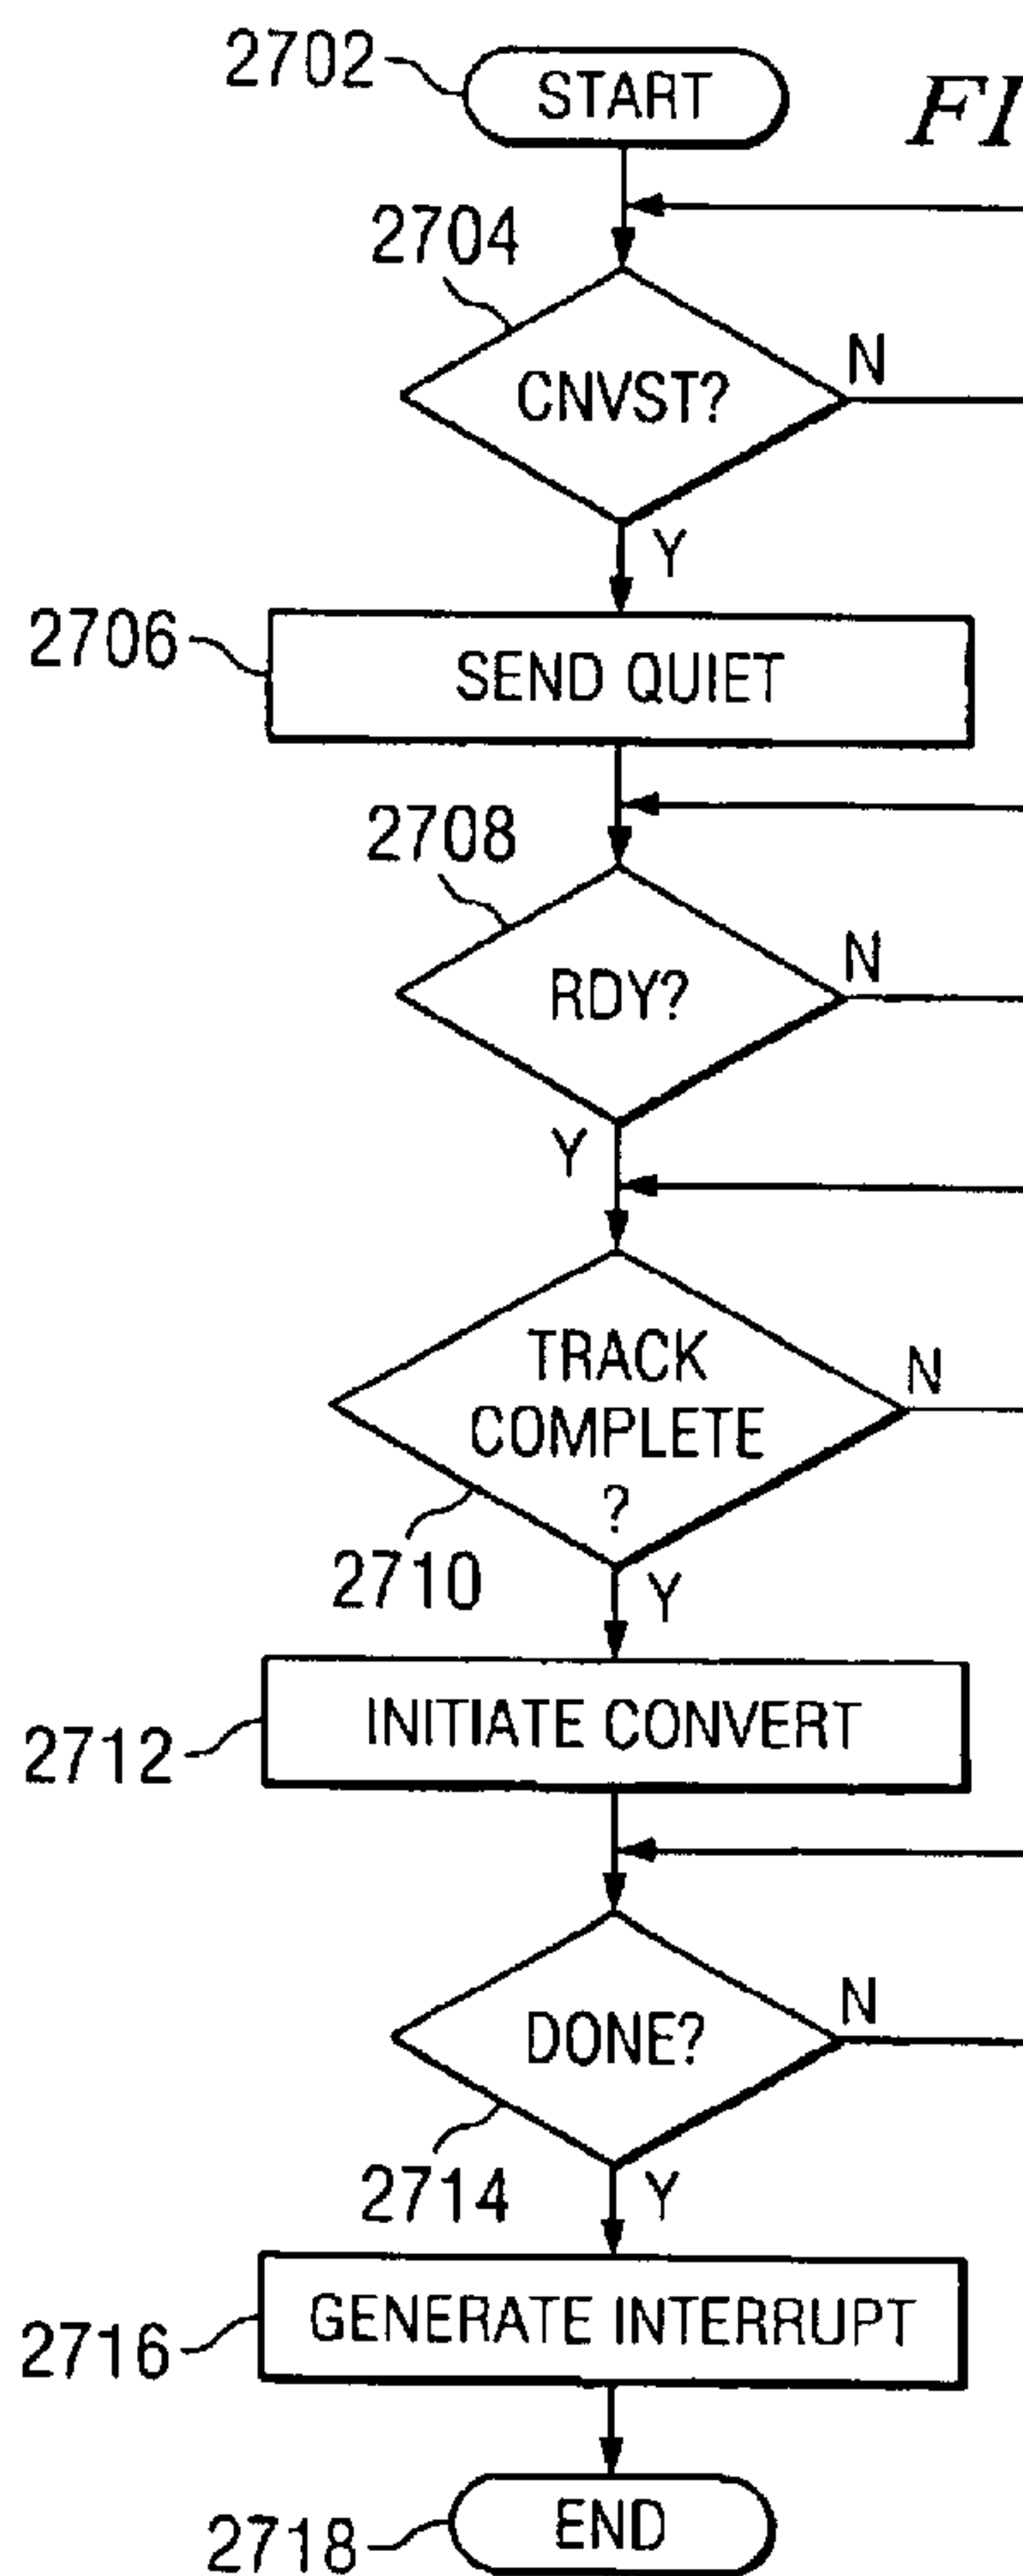 2702
START
FI
2704
CNVST?
N
Y
2706
SEND QUIET
2708
RDY?
N
Y
TRACK
COMPLETE
?
N
2710
Y
2712
INITIATE CONVERT
DONE?
N
2714
Y
2716
GENERATE INTERRUPT
2718
END